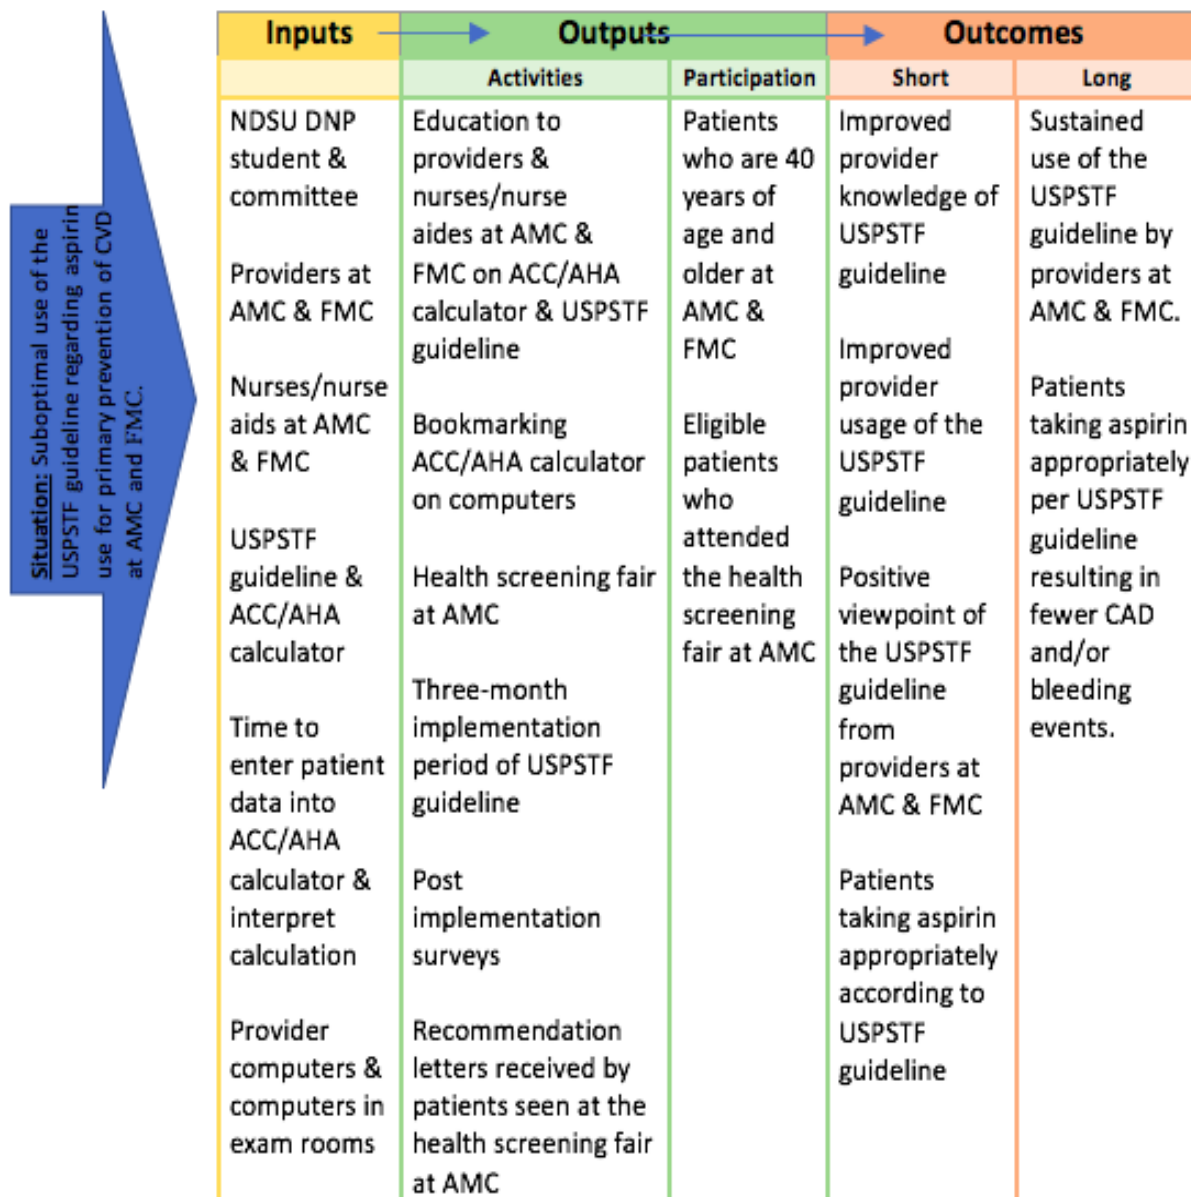 Situation: Suboptimal use of the
USPSTF guideline regarding aspirin
use for primary prevention of CVD
at AMC and FMC.
Inputs
Outputs
Outcomes
Activities
Participation
Short
Long
NDSU DNP
student &
committee
Providers at
AMC & FMC
Nurses/nurse
aids at AMC
& FMC
USPSTF
guideline &
ACC/AHA
calculator
Time to
enter patient
data into
ACC/AHA
calculator &
interpret
calculation
Provider
computers &
computers in
exam rooms
Education to
providers &
nurses/nurse
aides at AMC &
FMC on ACC/AHA
calculator & USPSTF
guideline
Bookmarking
ACC/AHA calculator
on computers
Health screening fair
at AMC
Three-month
implementation
period of USPSTF
guideline
Post
implementation
surveys
Recommendation
letters received by
patients seen at the
health screening fair
at AMC
Patients
who are 40
years of
age and
older at
AMC &
FMC
Eligible
patients
who
attended
the health
screening
fair at AMC
Improved
provider
knowledge of
USPSTF
guideline
Improved
provider
usage of the
USPSTF
guideline
Positive
viewpoint of
the USPSTF
guideline
from
providers at
AMC & FMC
Patients
taking aspirin
appropriately
according to
USPSTF
guideline
Sustained
use of the
USPSTF
guideline by
providers at
AMC & FMC.
Patients
taking aspirin
appropriately
per USPSTF
guideline
resulting in
fewer CAD
and/or
bleeding
events.